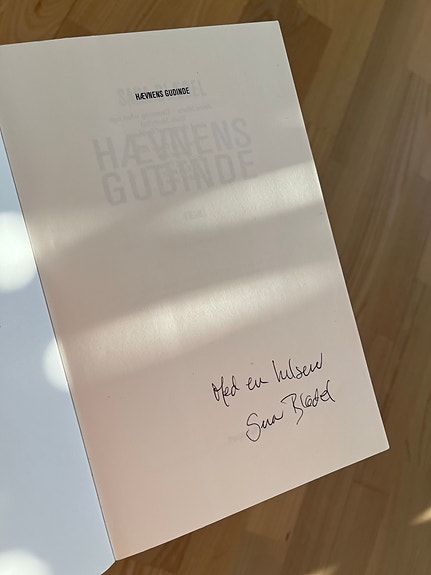 HÆVNENS GUDINDE
HÆVNENS
GUDINDE
Med en hilsen
Sara Blædel